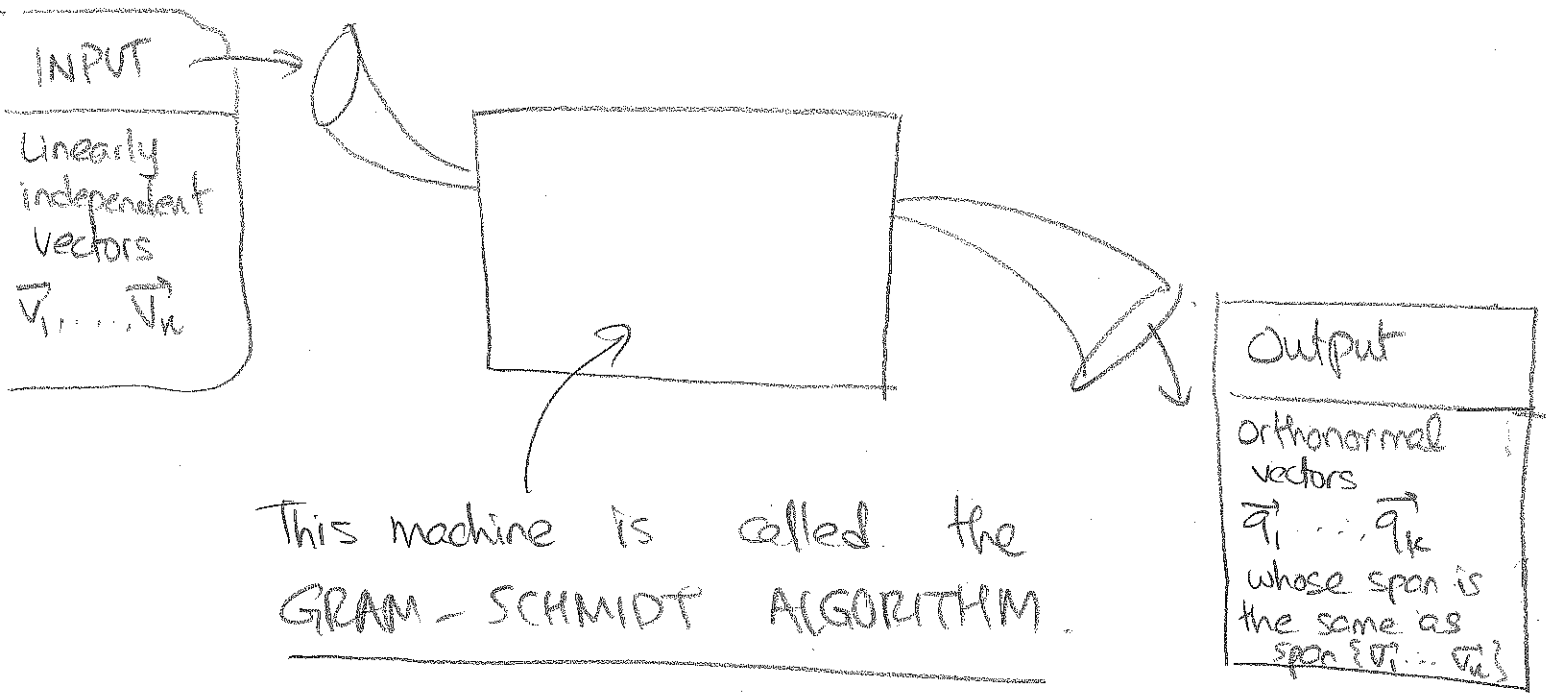 INPUT
Linearly
independent
vectors
v⃗₁, ..., v⃗ₖ
This machine is called the
GRAM-SCHMIDT ALGORITHM.
Output
orthonormal
vectors
q⃗₁ ..., q⃗ₖ
whose span is
the same as
span {v⃗₁ ... v⃗ₖ}